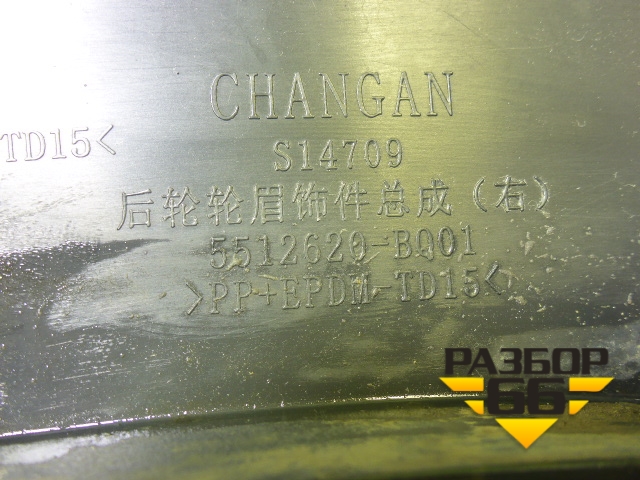 CHANGAN
TD15<
S14709
后轮轮眉饰件总成(右)
5512620-BQ01
>PP+EPDM-TD15<
РАЗБОР
66